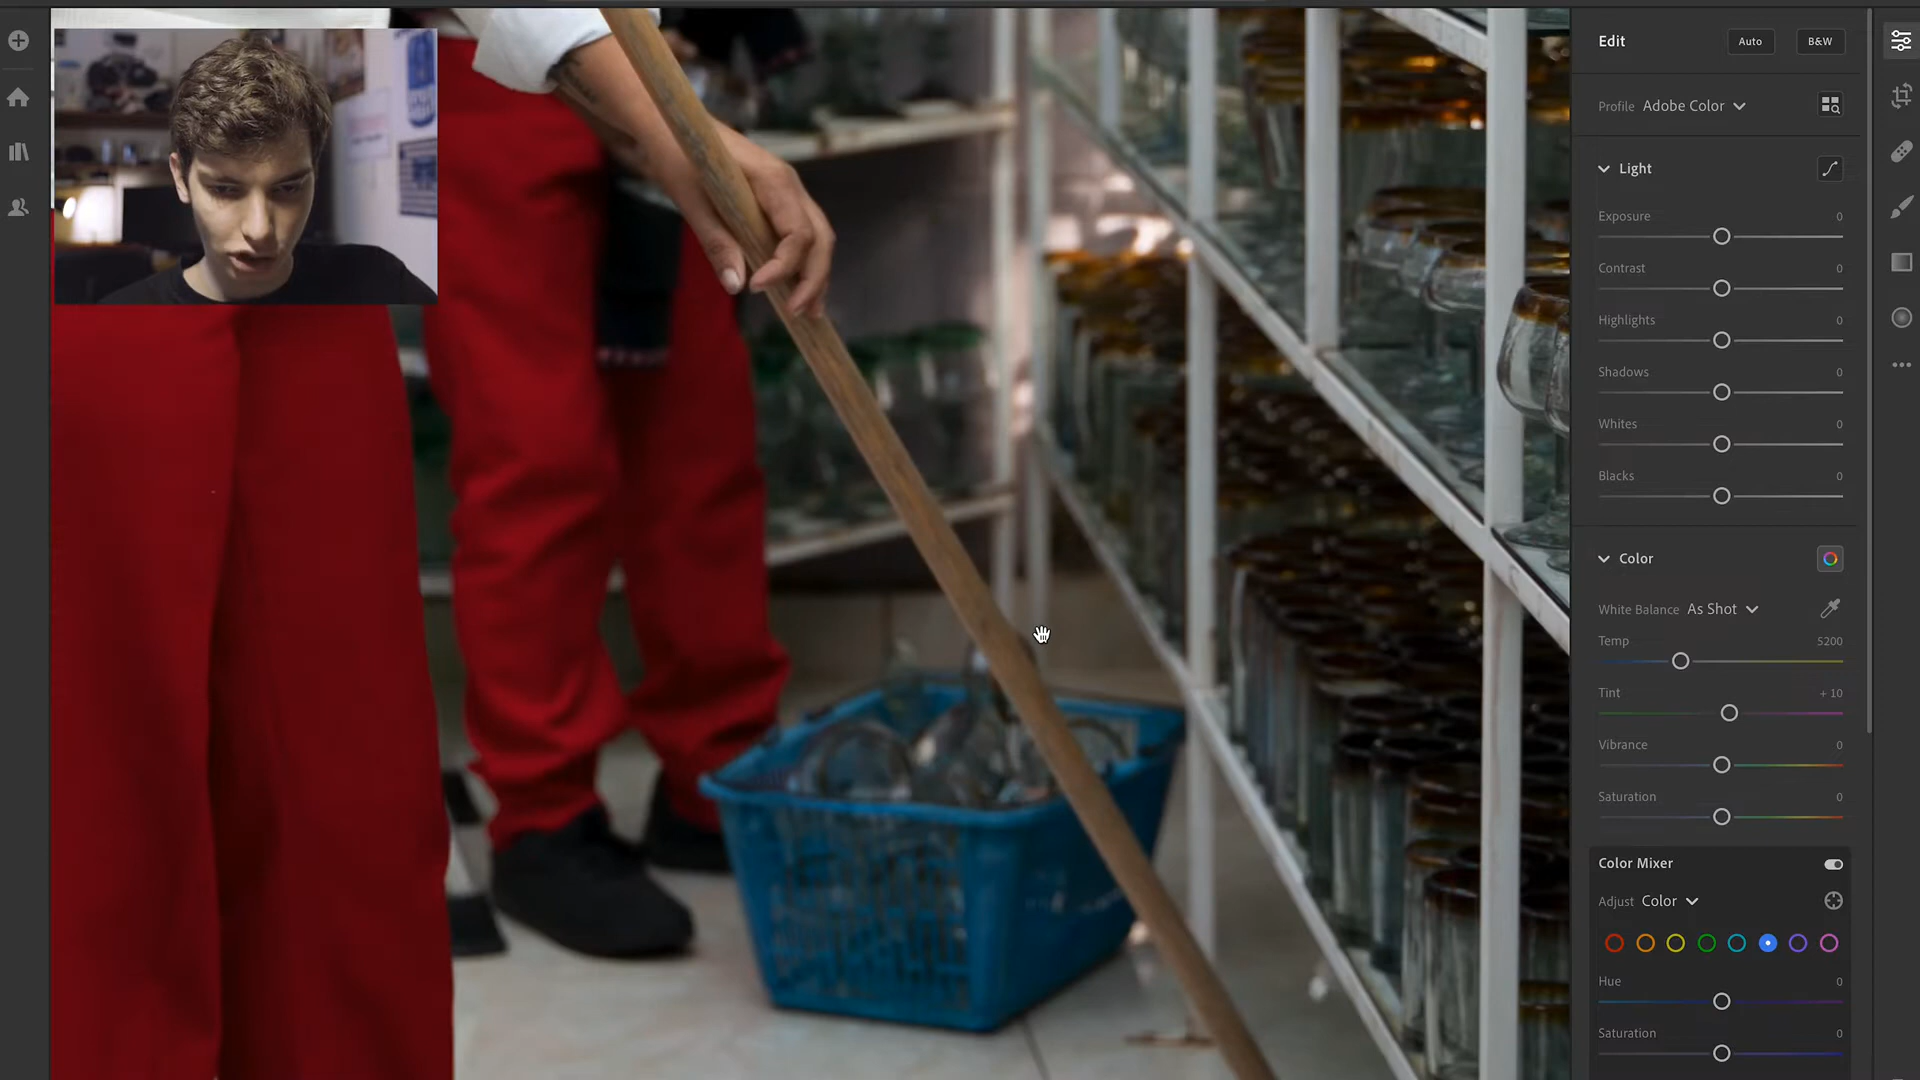 Edit
Auto
B&W
Profile Adobe Color
Light
Exposure 0
Contrast 0
Highlights 0
Shadows 0
Whites 0
Blacks 0
Color
White Balance As Shot
Temp 5200
Tint + 10
Vibrance 0
Saturation 0
Color Mixer
Adjust Color
Hue 0
Saturation 0